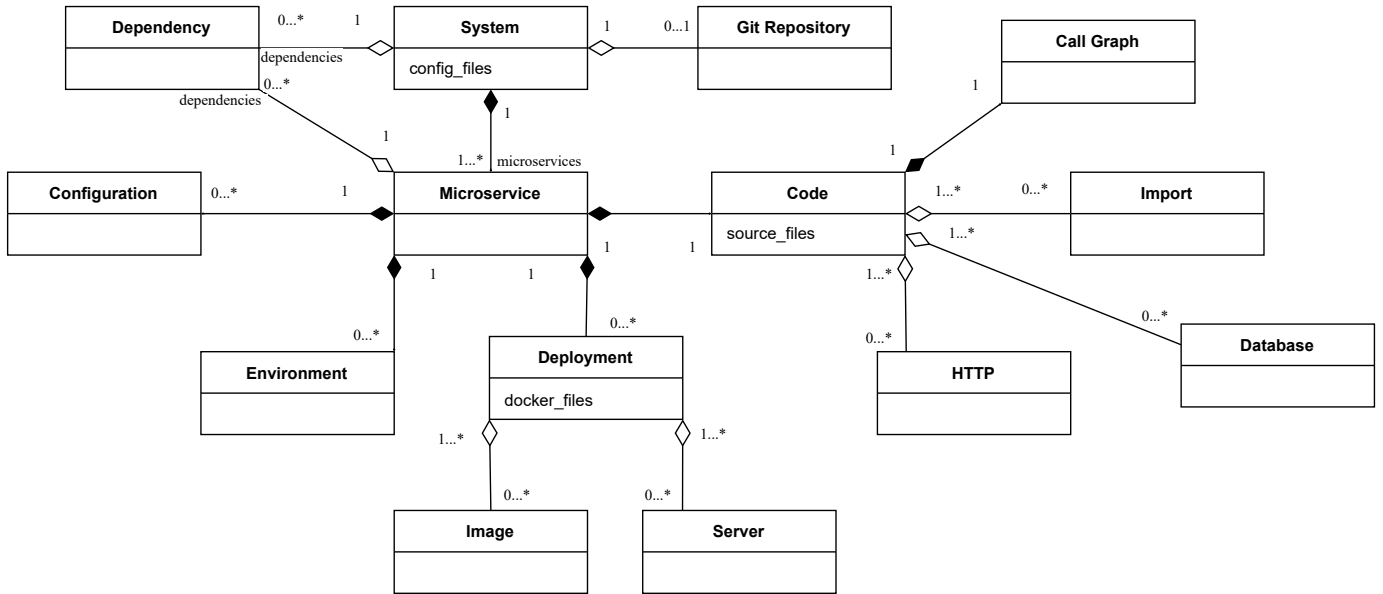 Dependency
0...*
1
System
1
0...1
Git Repository
Call Graph
dependencies
config_files
0...*
dependencies
1
1
1
1
1...*
microservices
Configuration
0...*
1
Microservice
Code
1...*
0...*
Import
source_files
1...*
1
1
1
1
1...*
0...*
0...*
0...*
0...*
Environment
Deployment
HTTP
Database
docker_files
1...*
1...*
0...*
0...*
Image
Server